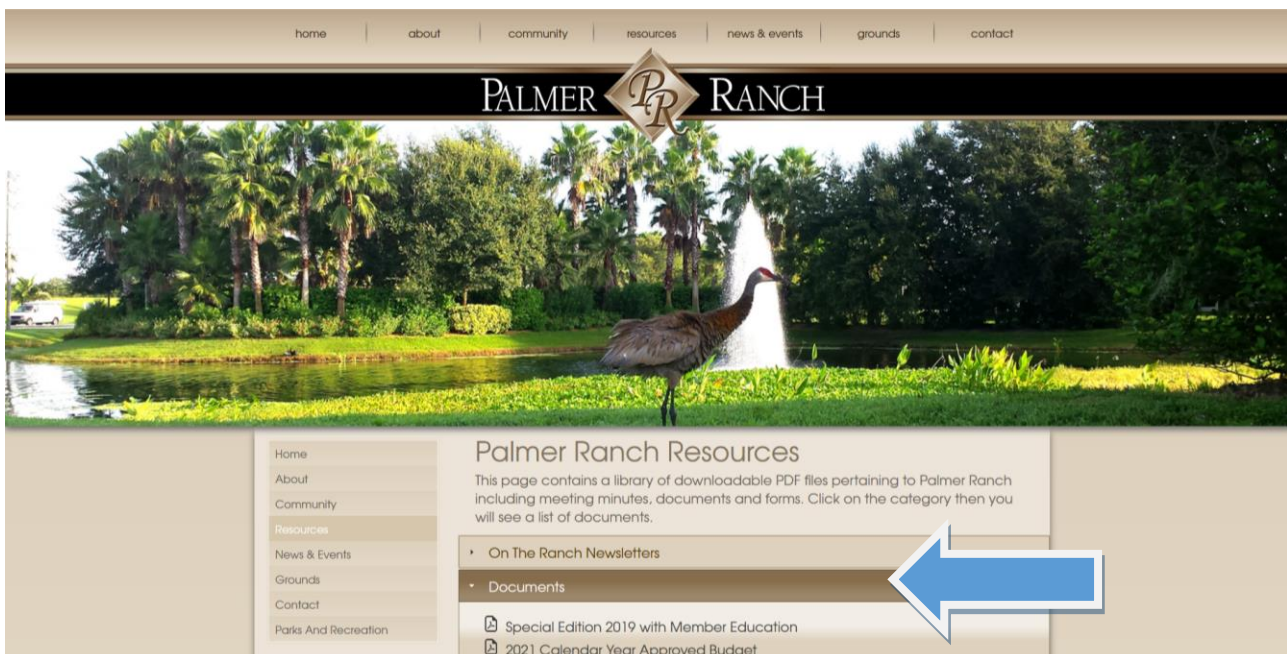 home about community resources news & events grounds contact
PALMER PR RANCH
Home
About
Community
Resources
News & Events
Grounds
Contact
Parks And Recreation
Palmer Ranch Resources
This page contains a library of downloadable PDF files pertaining to Palmer Ranch
including meeting minutes, documents and forms. Click on the category then you
will see a list of documents.
On The Ranch Newsletters
Documents
Special Edition 2019 with Member Education
2021 Calendar Year Approved Budget